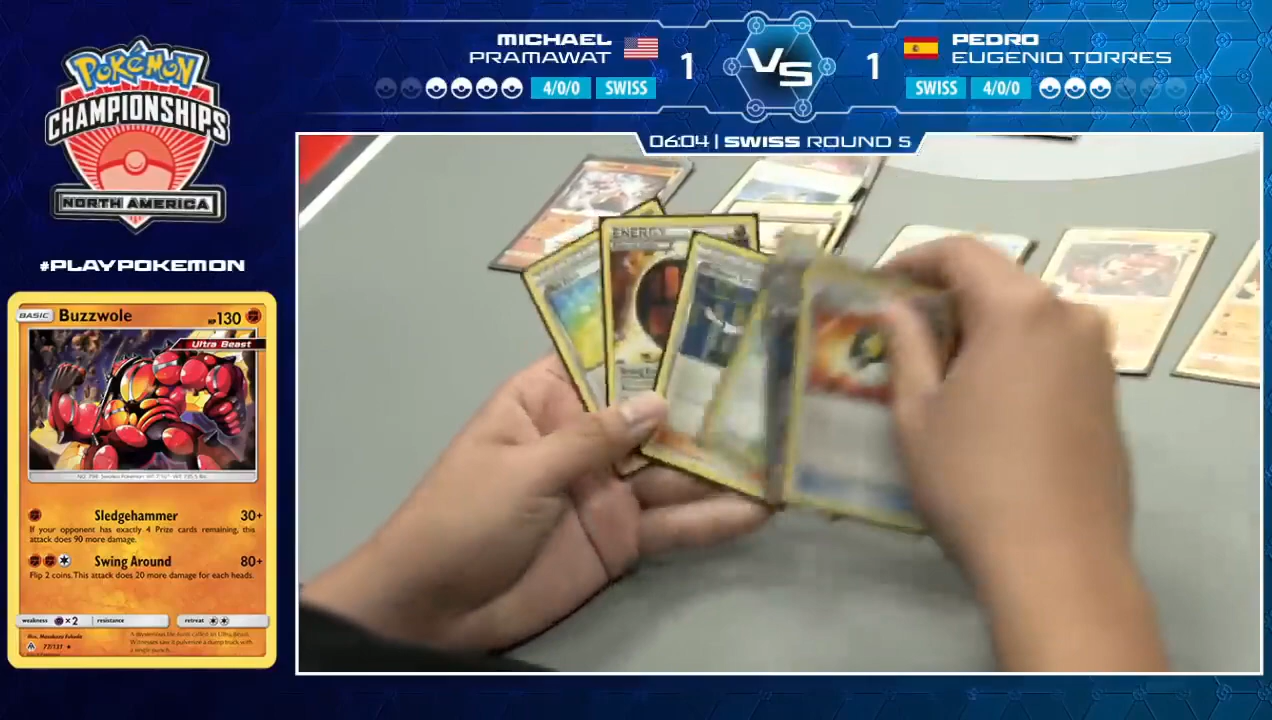 Pokémon
CHAMPIONSHIPS
NORTH AMERICA
#PLAYPOKEMON
MICHAEL
PRAMAWAT
1
VS
1
PEDRO
EUGENIO TORRES
4/0/0 SWISS
SWISS 4/0/0
06:04 | SWISS ROUND 5
BASIC Buzzwole HP130
Ultra Beast
Sledgehammer 30+
If your opponent has exactly 4 Prize cards remaining, this
attack does 90 more damage.
Swing Around 80+
Flip 2 coins. This attack does 20 more damage for each heads.
weakness ×2 resistance retreat
77/131
ENERGY